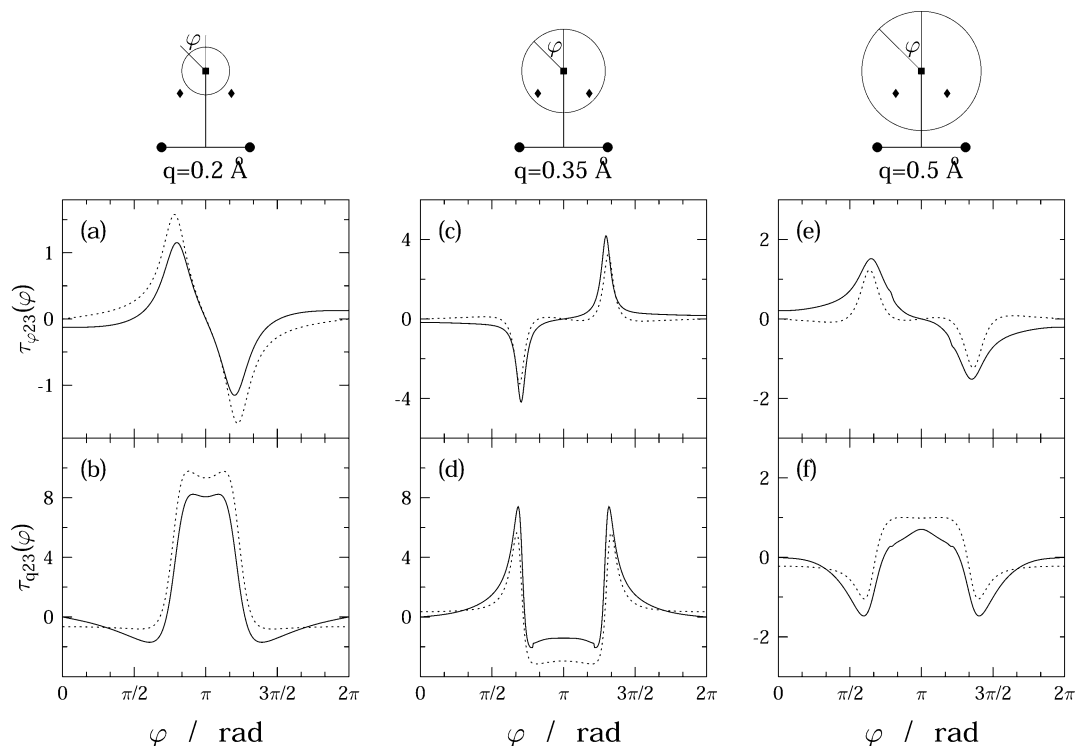 φ φ φ
q=0.2 Å q=0.35 Å q=0.5 Å
(a) (c) (e)
1 4 2
0 0 0
-1 -4 -2
τφ23(φ)
(b) (d) (f)
8 8 2
4 4 0
0 0 -2
τq23(φ)
0 π/2 π 3π/2 2π 0 π/2 π 3π/2 2π 0 π/2 π 3π/2 2π
φ / rad φ / rad φ / rad